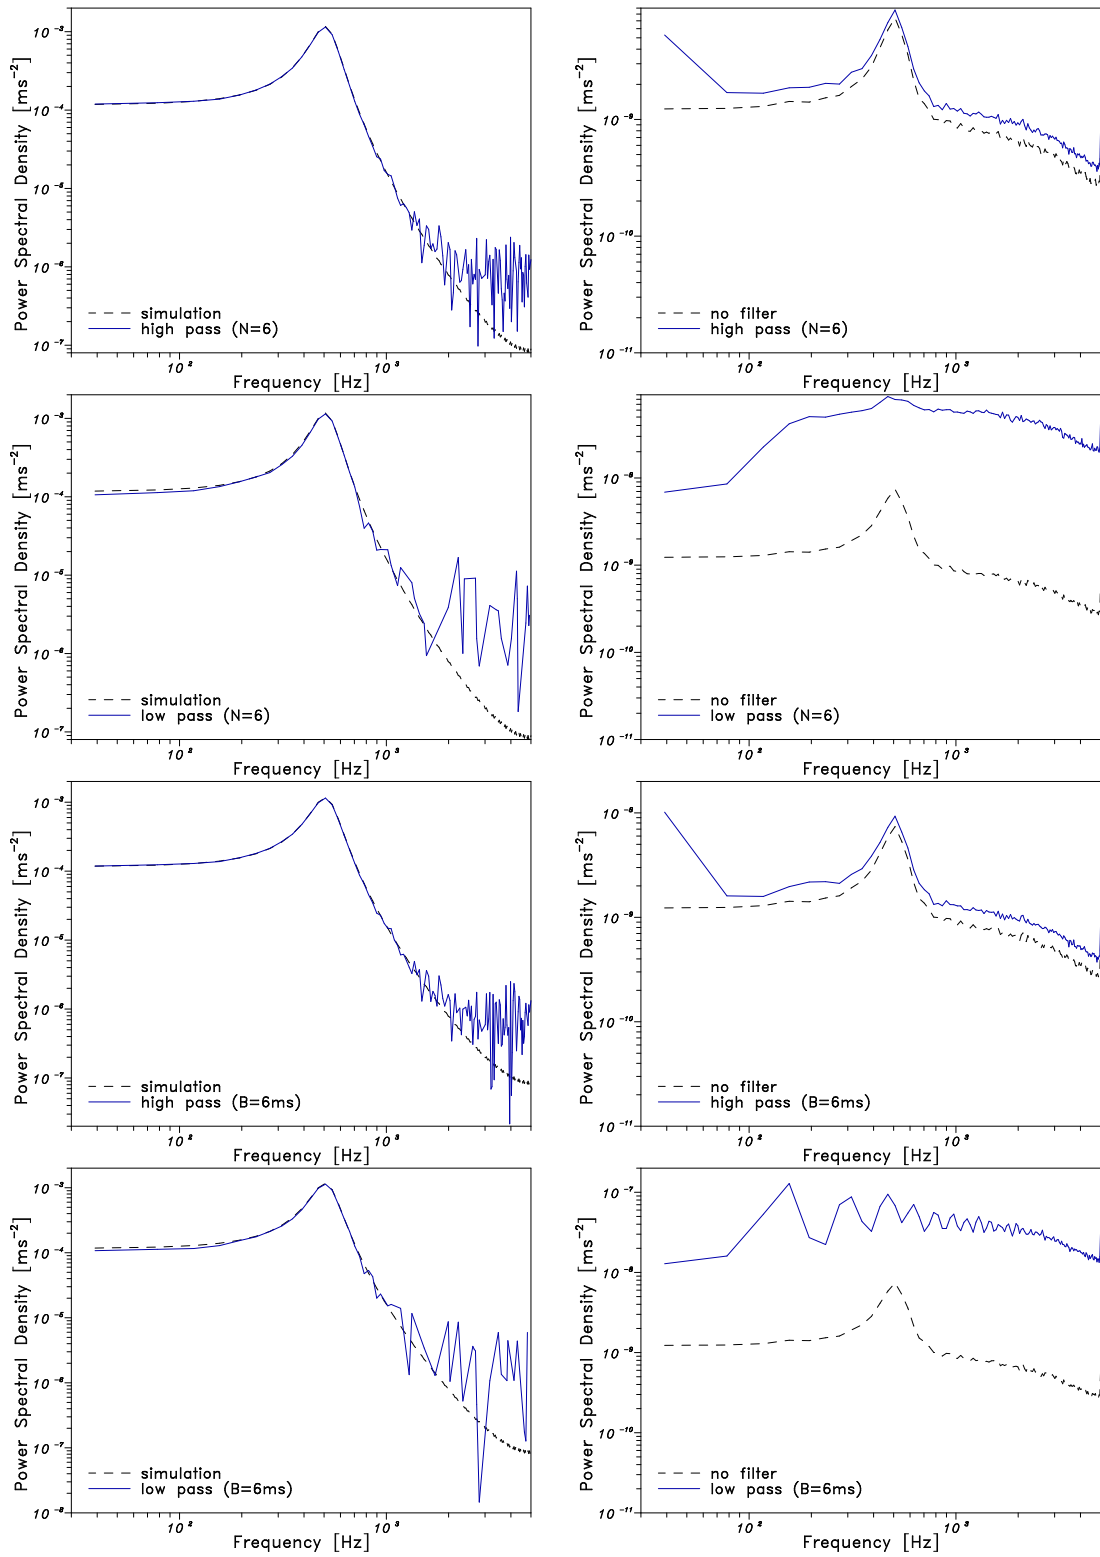 Power Spectral Density [ms⁻²]
10⁻³
10⁻⁴
10⁻⁵
10⁻⁶
10⁻⁷
simulation
high pass (N=6)
10²
10³
Frequency [Hz]
Power Spectral Density [ms⁻²]
10⁻⁹
10⁻¹⁰
10⁻¹¹
no filter
high pass (N=6)
10²
10³
Frequency [Hz]
Power Spectral Density [ms⁻²]
10⁻³
10⁻⁴
10⁻⁵
10⁻⁶
10⁻⁷
simulation
low pass (N=6)
10²
10³
Frequency [Hz]
Power Spectral Density [ms⁻²]
10⁻⁸
10⁻⁹
10⁻¹⁰
10⁻¹¹
no filter
low pass (N=6)
10²
10³
Frequency [Hz]
Power Spectral Density [ms⁻²]
10⁻³
10⁻⁴
10⁻⁵
10⁻⁶
10⁻⁷
simulation
high pass (B=6ms)
10²
10³
Frequency [Hz]
Power Spectral Density [ms⁻²]
10⁻⁸
10⁻⁹
10⁻¹⁰
10⁻¹¹
no filter
high pass (B=6ms)
10²
10³
Frequency [Hz]
Power Spectral Density [ms⁻²]
10⁻³
10⁻⁴
10⁻⁵
10⁻⁶
10⁻⁷
10⁻⁸
simulation
low pass (B=6ms)
10²
10³
Frequency [Hz]
Power Spectral Density [ms⁻²]
10⁻⁷
10⁻⁸
10⁻⁹
10⁻¹⁰
10⁻¹¹
no filter
low pass (B=6ms)
10²
10³
Frequency [Hz]